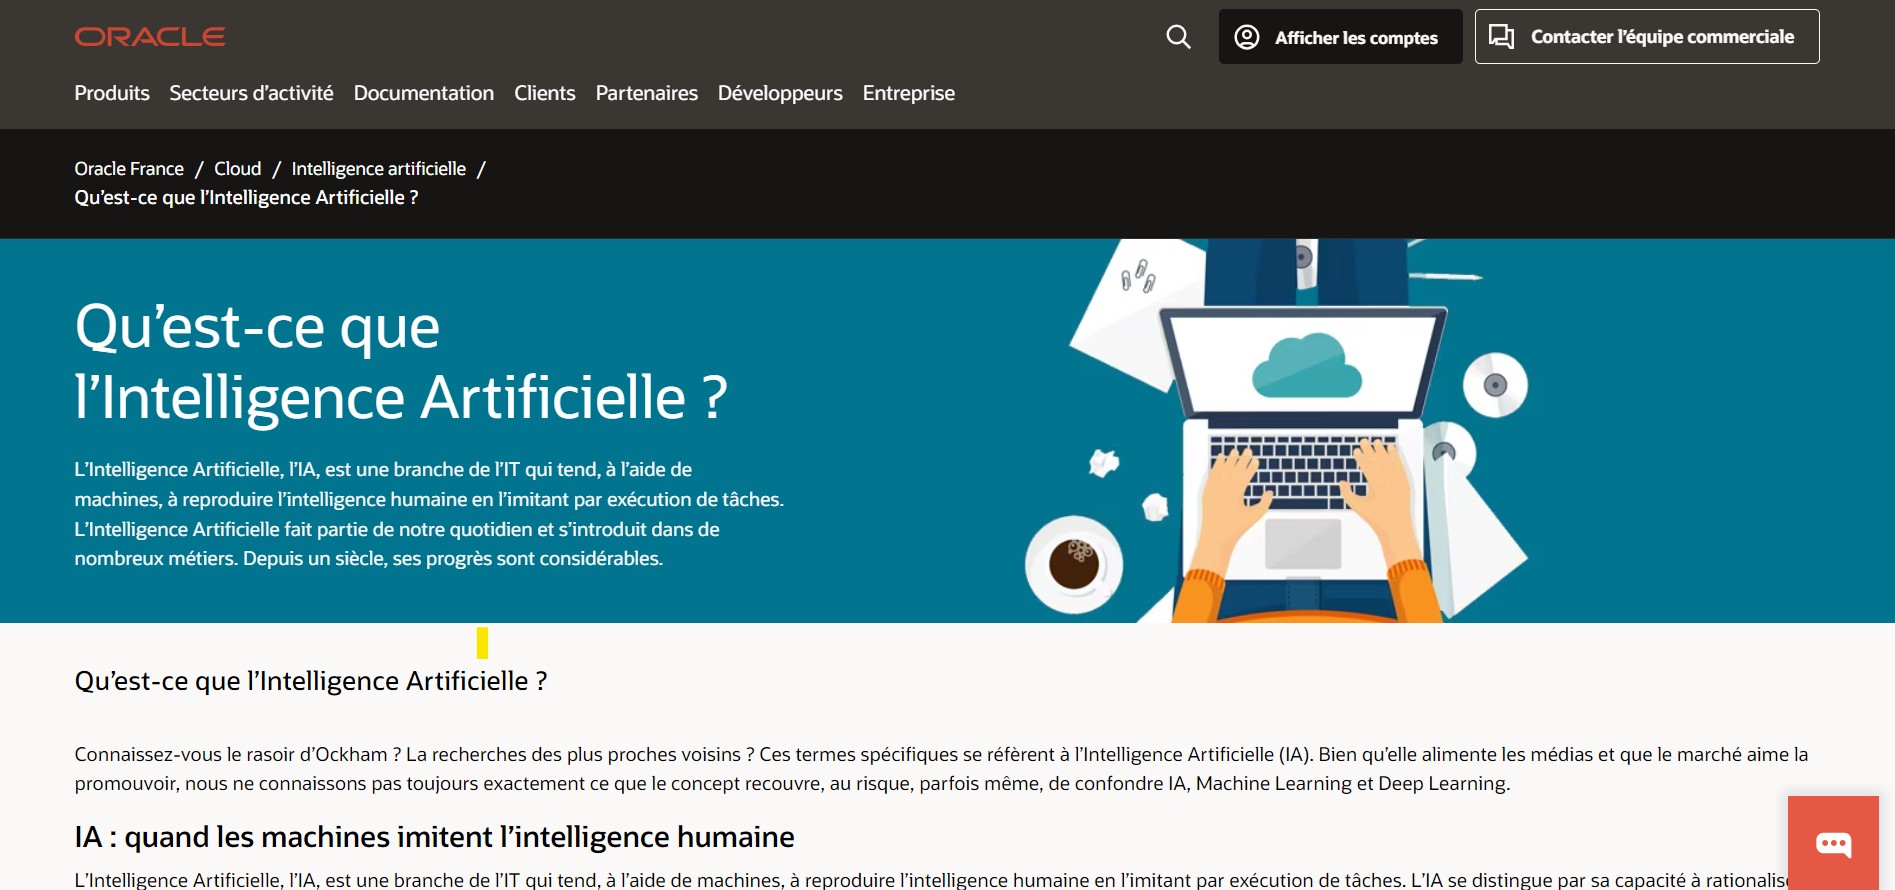 ORACLE
Afficher les comptes
Contacter l'équipe commerciale
Produits Secteurs d'activité Documentation Clients Partenaires Développeurs Entreprise
Oracle France / Cloud / Intelligence artificielle /
Qu'est-ce que l'Intelligence Artificielle ?
Qu'est-ce que
l'Intelligence Artificielle ?
L'Intelligence Artificielle, l'IA, est une branche de l'IT qui tend, à l'aide de
machines, à reproduire l'intelligence humaine en l'imitant par exécution de tâches.
L'Intelligence Artificielle fait partie de notre quotidien et s'introduit dans de
nombreux métiers. Depuis un siècle, ses progrès sont considérables.
Qu'est-ce que l'Intelligence Artificielle ?
Connaissez-vous le rasoir d'Ockham ? La recherches des plus proches voisins ? Ces termes spécifiques se réfèrent à l'Intelligence Artificielle (IA). Bien qu'elle alimente les médias et que le marché aime la
promouvoir, nous ne connaissons pas toujours exactement ce que le concept recouvre, au risque, parfois même, de confondre IA, Machine Learning et Deep Learning.
IA : quand les machines imitent l'intelligence humaine
L'Intelligence Artificielle, l'IA, est une branche de l'IT qui tend, à l'aide de machines, à reproduire l'intelligence humaine en l'imitant par exécution de tâches. L'IA se distingue par sa capacité à